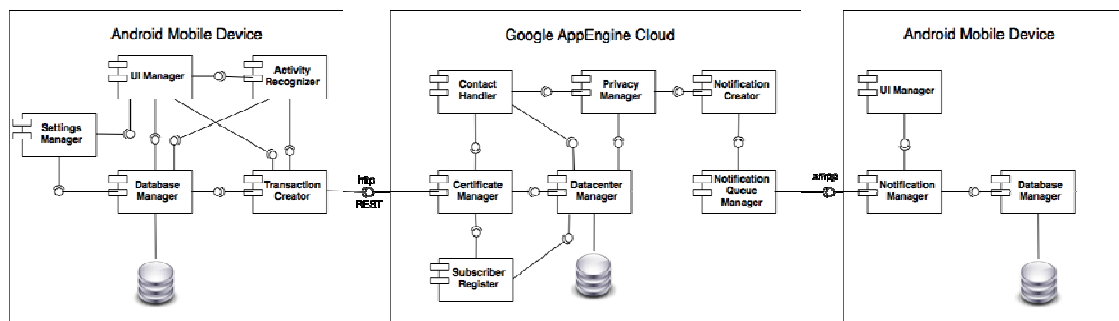 Android Mobile Device
UI Manager
Activity
Recognizer
Settings
Manager
Database
Manager
Transaction
Creator
http
REST
Google AppEngine Cloud
Contact
Handler
Privacy
Manager
Notification
Creator
Certificate
Manager
Datacenter
Manager
Notification
Queue
Manager
Subscriber
Register
Android Mobile Device
UI Manager
Notification
Manager
Database
Manager